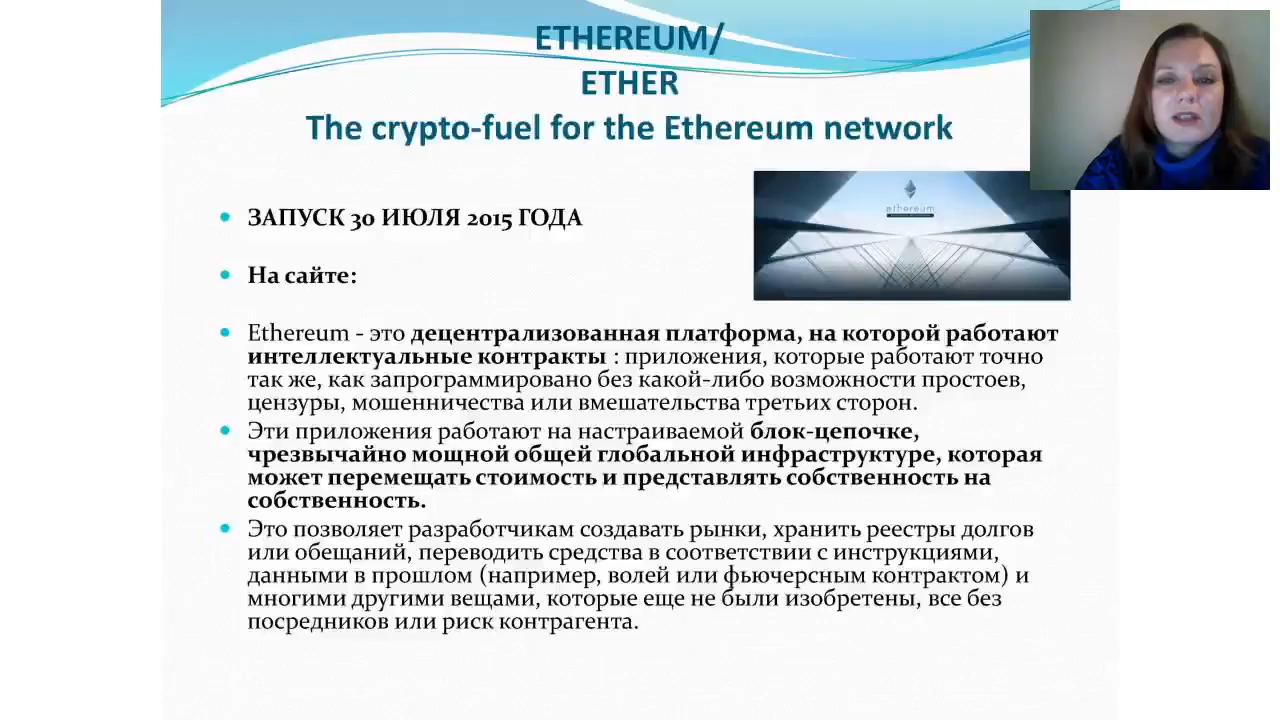 ETHEREUM/
ETHER
The crypto-fuel for the Ethereum network
ethereum
ЗАПУСК 30 ИЮЛЯ 2015 ГОДА
На сайте:
Ethereum - это децентрализованная платформа, на которой работают
интеллектуальные контракты : приложения, которые работают точно
так же, как запрограммировано без какой-либо возможности простоев,
цензуры, мошенничества или вмешательства третьих сторон.
Эти приложения работают на настраиваемой блок-цепочке,
чрезвычайно мощной общей глобальной инфраструктуре, которая
может перемещать стоимость и представлять собственность на
собственность.
Это позволяет разработчикам создавать рынки, хранить реестры долгов
или обещаний, переводить средства в соответствии с инструкциями,
данными в прошлом (например, волей или фьючерсным контрактом) и
многими другими вещами, которые еще не были изобретены, все без
посредников или риск контрагента.